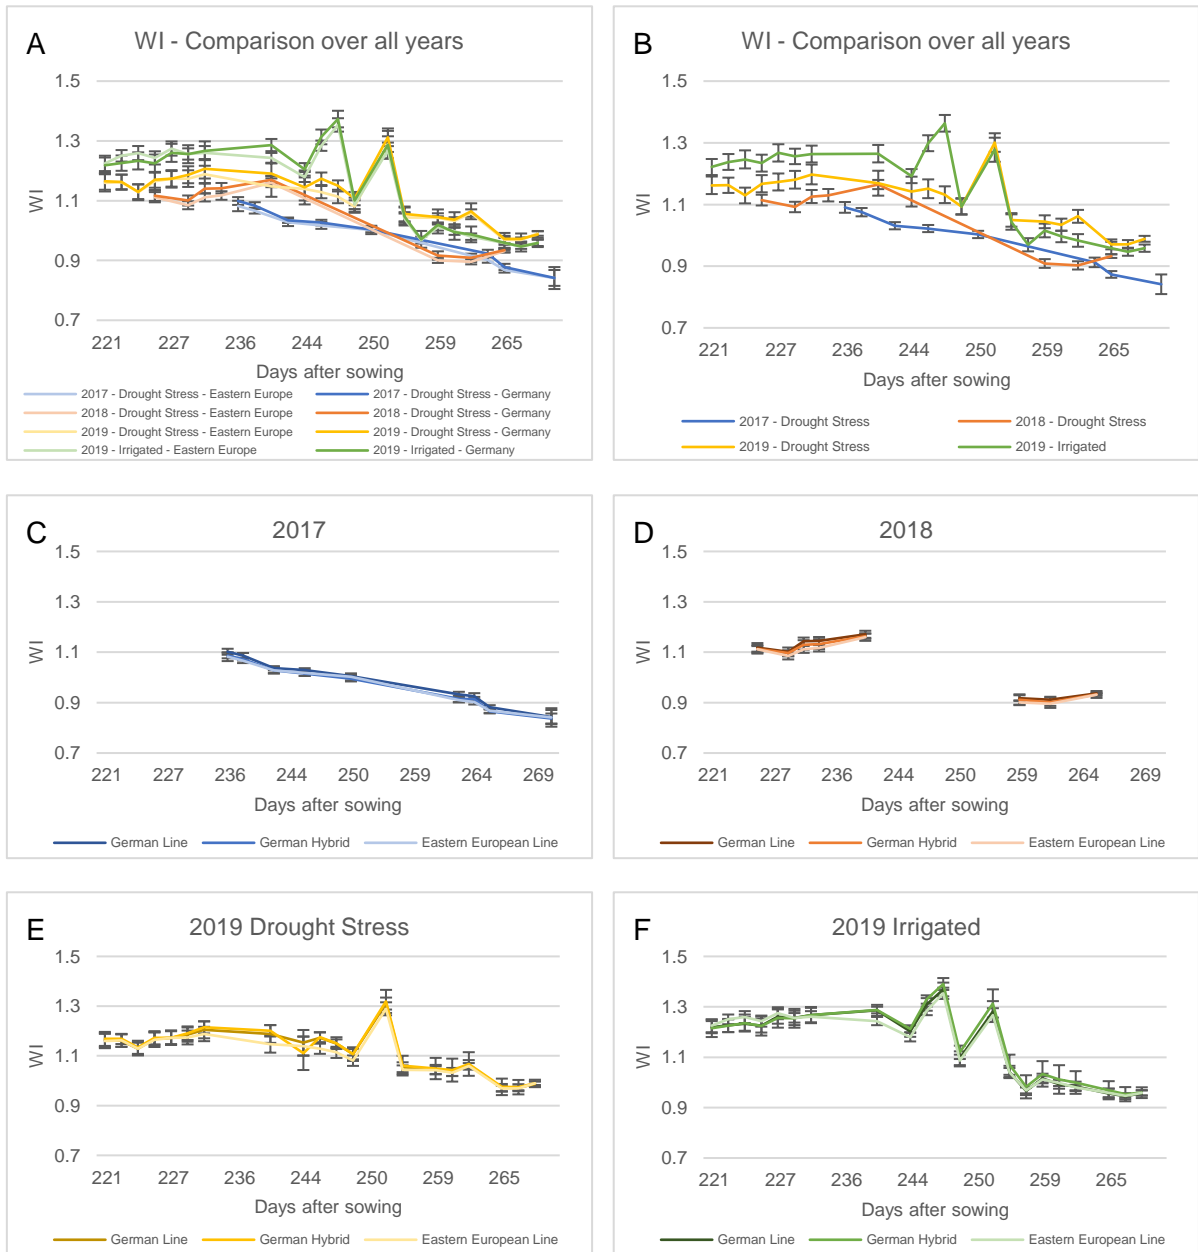 A
WI - Comparison over all years
1.5
1.3
1.1
0.9
0.7
WI
221 227 236 244 250 259 265
Days after sowing
2017 - Drought Stress - Eastern Europe 2017 - Drought Stress - Germany
2018 - Drought Stress - Eastern Europe 2018 - Drought Stress - Germany
2019 - Drought Stress - Eastern Europe 2019 - Drought Stress - Germany
2019 - Irrigated - Eastern Europe 2019 - Irrigated - Germany
B
WI - Comparison over all years
1.5
1.3
1.1
0.9
0.7
WI
221 227 236 244 250 259 265
Days after sowing
2017 - Drought Stress 2018 - Drought Stress
2019 - Drought Stress 2019 - Irrigated
C
2017
1.5
1.3
1.1
0.9
0.7
WI
221 227 236 244 250 259 264 269
Days after sowing
German Line German Hybrid Eastern European Line
D
2018
1.5
1.3
1.1
0.9
0.7
WI
221 227 236 244 250 259 264 269
Days after sowing
German Line German Hybrid Eastern European Line
E
2019 Drought Stress
1.5
1.3
1.1
0.9
0.7
WI
221 227 236 244 250 259 265
Days after sowing
German Line German Hybrid Eastern European Line
F
2019 Irrigated
1.5
1.3
1.1
0.9
0.7
WI
221 227 236 244 250 259 265
Days after sowing
German Line German Hybrid Eastern European Line